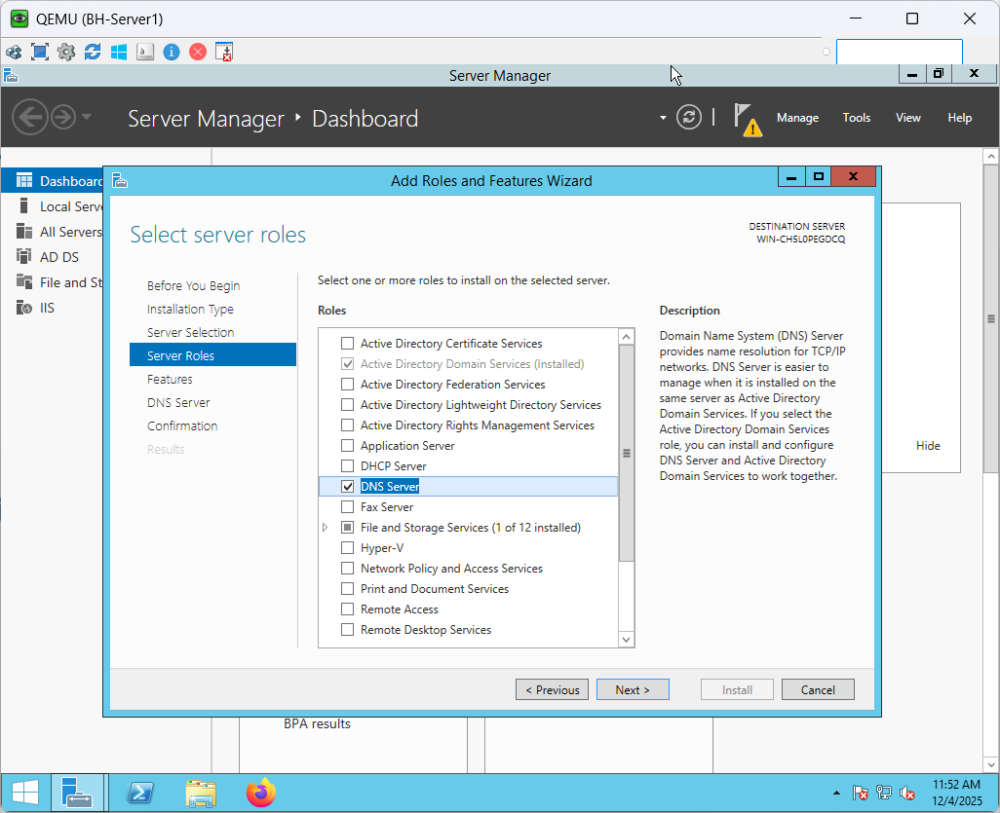 QEMU (BH-Server1)
Server Manager
Server Manager ‣ Dashboard
Manage
Tools
View
Help
Dashboard
Local Serve
All Servers
AD DS
File and St
IIS
Add Roles and Features Wizard
Select server roles
DESTINATION SERVER
WIN-CH5L0PEGDCQ
Before You Begin
Installation Type
Server Selection
Server Roles
Features
DNS Server
Confirmation
Results
Select one or more roles to install on the selected server.
Roles
Active Directory Certificate Services
Active Directory Domain Services (Installed)
Active Directory Federation Services
Active Directory Lightweight Directory Services
Active Directory Rights Management Services
Application Server
DHCP Server
DNS Server
Fax Server
File and Storage Services (1 of 12 installed)
Hyper-V
Network Policy and Access Services
Print and Document Services
Remote Access
Remote Desktop Services
Description
Domain Name System (DNS) Server
provides name resolution for TCP/IP
networks. DNS Server is easier to
manage when it is installed on the
same server as Active Directory
Domain Services. If you select the
Active Directory Domain Services
role, you can install and configure
DNS Server and Active Directory
Domain Services to work together.
Hide
< Previous
Next >
Install
Cancel
BPA results
11:52 AM
12/4/2025